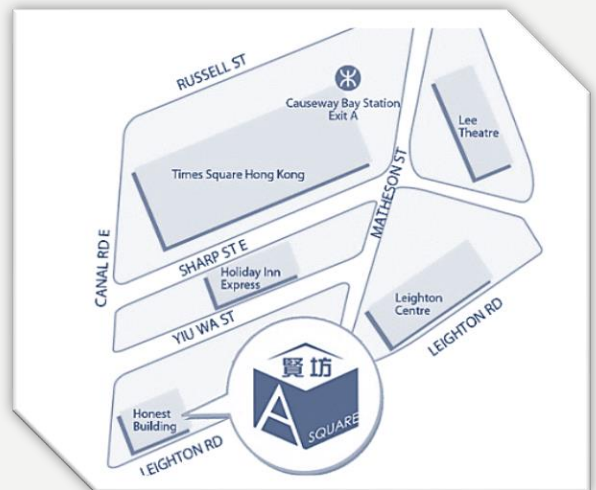 RUSSELL ST
Causeway Bay Station
Exit A
Lee
Theatre
Times Square Hong Kong
MATHESON ST
CANAL RD E
SHARP ST E
Holiday Inn
Express
YIU WA ST
Leighton
Centre
LEIGHTON RD
賢坊
A
SQUARE
Honest
Building
LEIGHTON RD